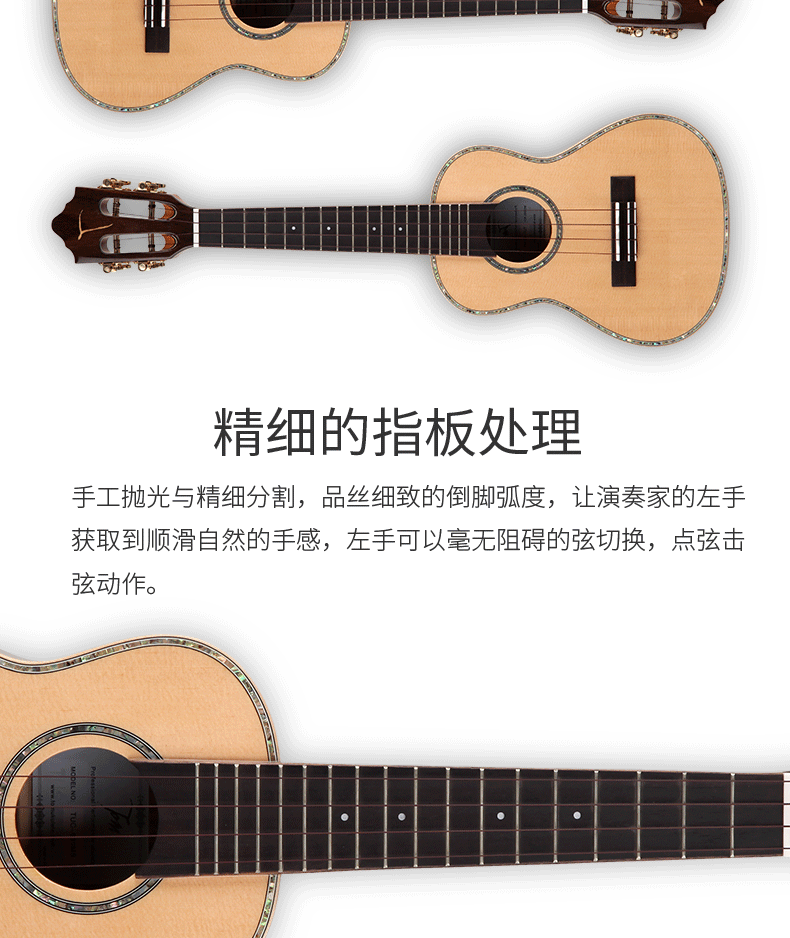 精细的指板处理
手工抛光与精细分割，品丝细致的倒脚弧度，让演奏家的左手
获取到顺滑自然的手感，左手可以毫无阻碍的弦切换，点弦击
弦动作。
Professional
MODEL NO.